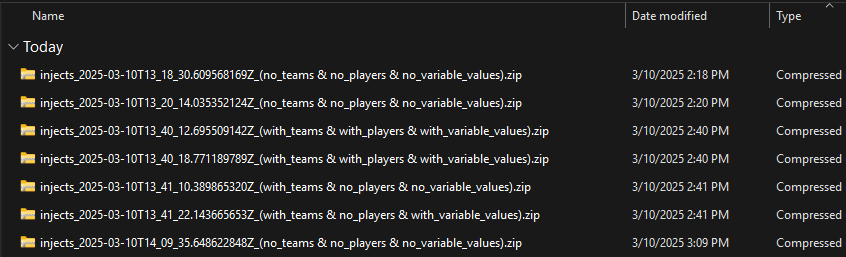 Name Date modified Type
Today
injects_2025-03-10T13_18_30.609568169Z_(no_teams & no_players & no_variable_values).zip 3/10/2025 2:18 PM Compressed
injects_2025-03-10T13_20_14.035352124Z_(no_teams & no_players & no_variable_values).zip 3/10/2025 2:20 PM Compressed
injects_2025-03-10T13_40_12.695509142Z_(with_teams & with_players & with_variable_values).zip 3/10/2025 2:40 PM Compressed
injects_2025-03-10T13_40_18.771189789Z_(with_teams & with_players & with_variable_values).zip 3/10/2025 2:40 PM Compressed
injects_2025-03-10T13_41_10.389865320Z_(with_teams & no_players & no_variable_values).zip 3/10/2025 2:41 PM Compressed
injects_2025-03-10T13_41_22.143665653Z_(with_teams & no_players & with_variable_values).zip 3/10/2025 2:41 PM Compressed
injects_2025-03-10T14_09_35.648622848Z_(no_teams & no_players & no_variable_values).zip 3/10/2025 3:09 PM Compressed